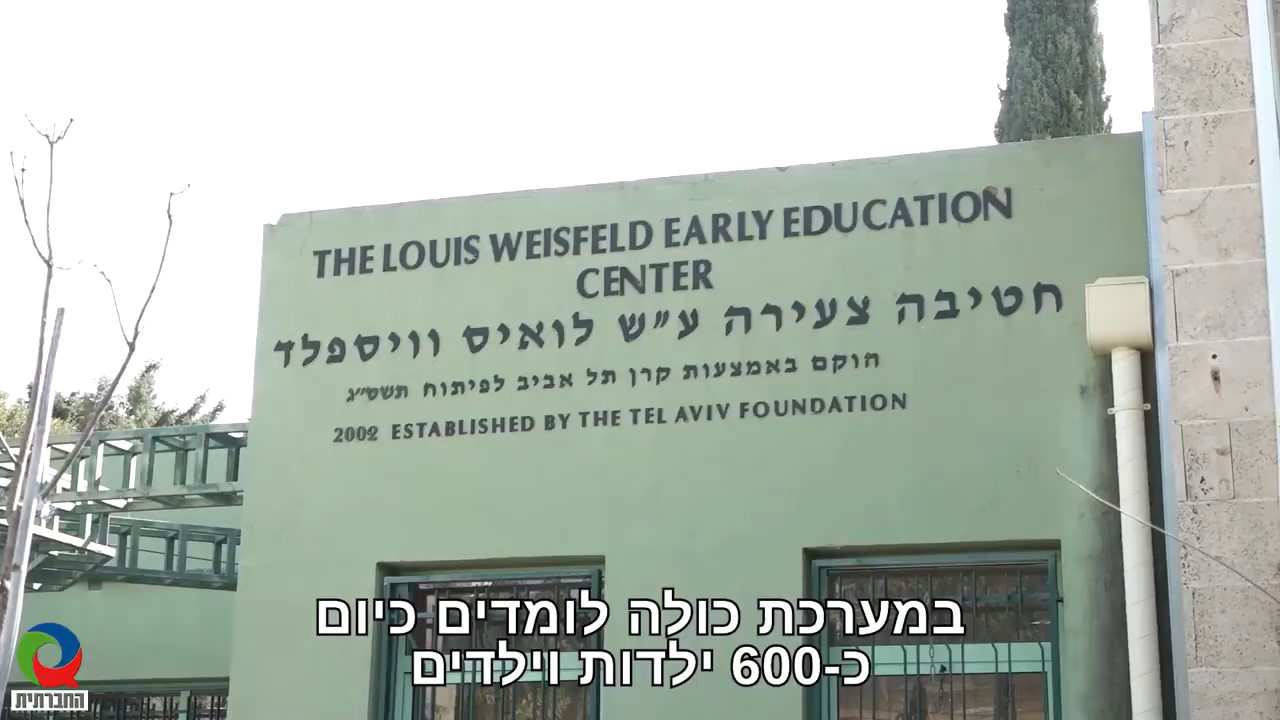 THE LOUIS WEISFELD EARLY EDUCATION
CENTER
חטיבה צעירה ע״ש לואיס וויספלד
הוקם באמצעות קרן תל אביב לפיתוח תשס״ג
2002 ESTABLISHED BY THE TEL AVIV FOUNDATION
במערכת כולה לומדים כיום
כ-600 ילדות וילדים
החברתית